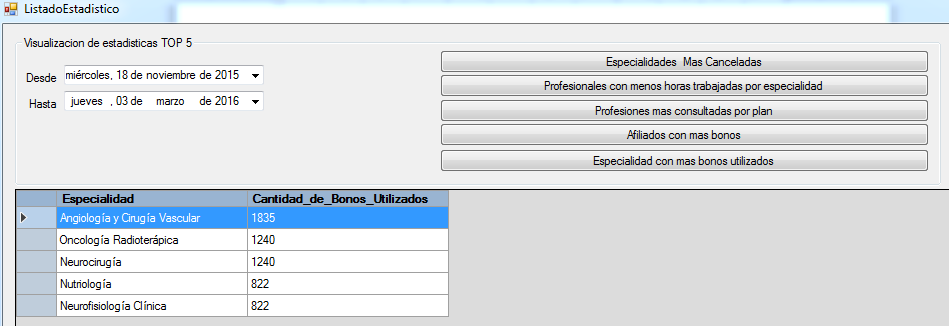 ListadoEstadistico
Visualizacion de estadisticas TOP 5
Desde miércoles, 18 de noviembre de 2015
Hasta jueves , 03 de marzo de 2016
Especialidades Mas Canceladas
Profesionales con menos horas trabajadas por especialidad
Profesiones mas consultadas por plan
Afiliados con mas bonos
Especialidad con mas bonos utilizados
Especialidad Cantidad_de_Bonos_Utilizados
Angiología y Cirugía Vascular 1835
Oncología Radioterápica 1240
Neurocirugía 1240
Nutriología 822
Neurofisiología Clínica 822